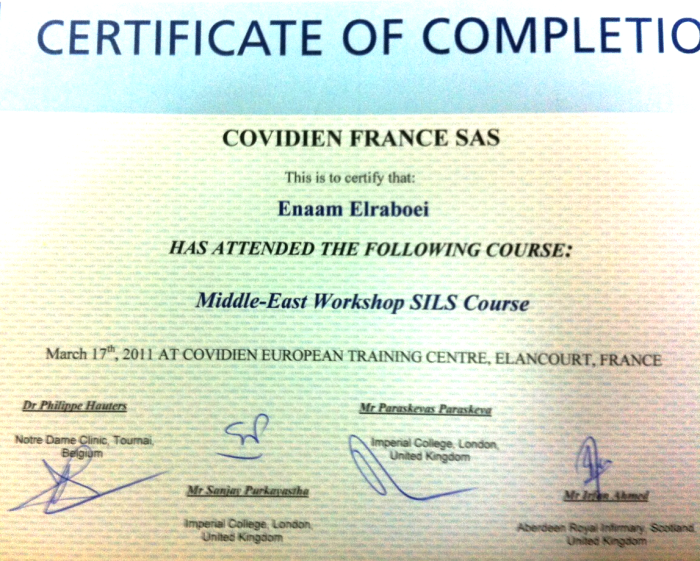 CERTIFICATE OF COMPLETIO
COVIDIEN FRANCE SAS
This is to certify that:
Enaam Elraboei
HAS ATTENDED THE FOLLOWING COURSE:
Middle-East Workshop SILS Course
March 17th, 2011 AT COVIDIEN EUROPEAN TRAINING CENTRE, ELANCOURT, FRANCE
Dr Philippe Hauters
Notre Dame Clinic, Tournai,
Belgium
Mr Sanjay Purkayastha
Imperial College, London,
United Kingdom
Mr Paraskevas Paraskeva
Imperial College, London,
United Kingdom
Mr Irfan Ahmed
Aberdeen Royal Infirmary, Scotland,
United Kingdom